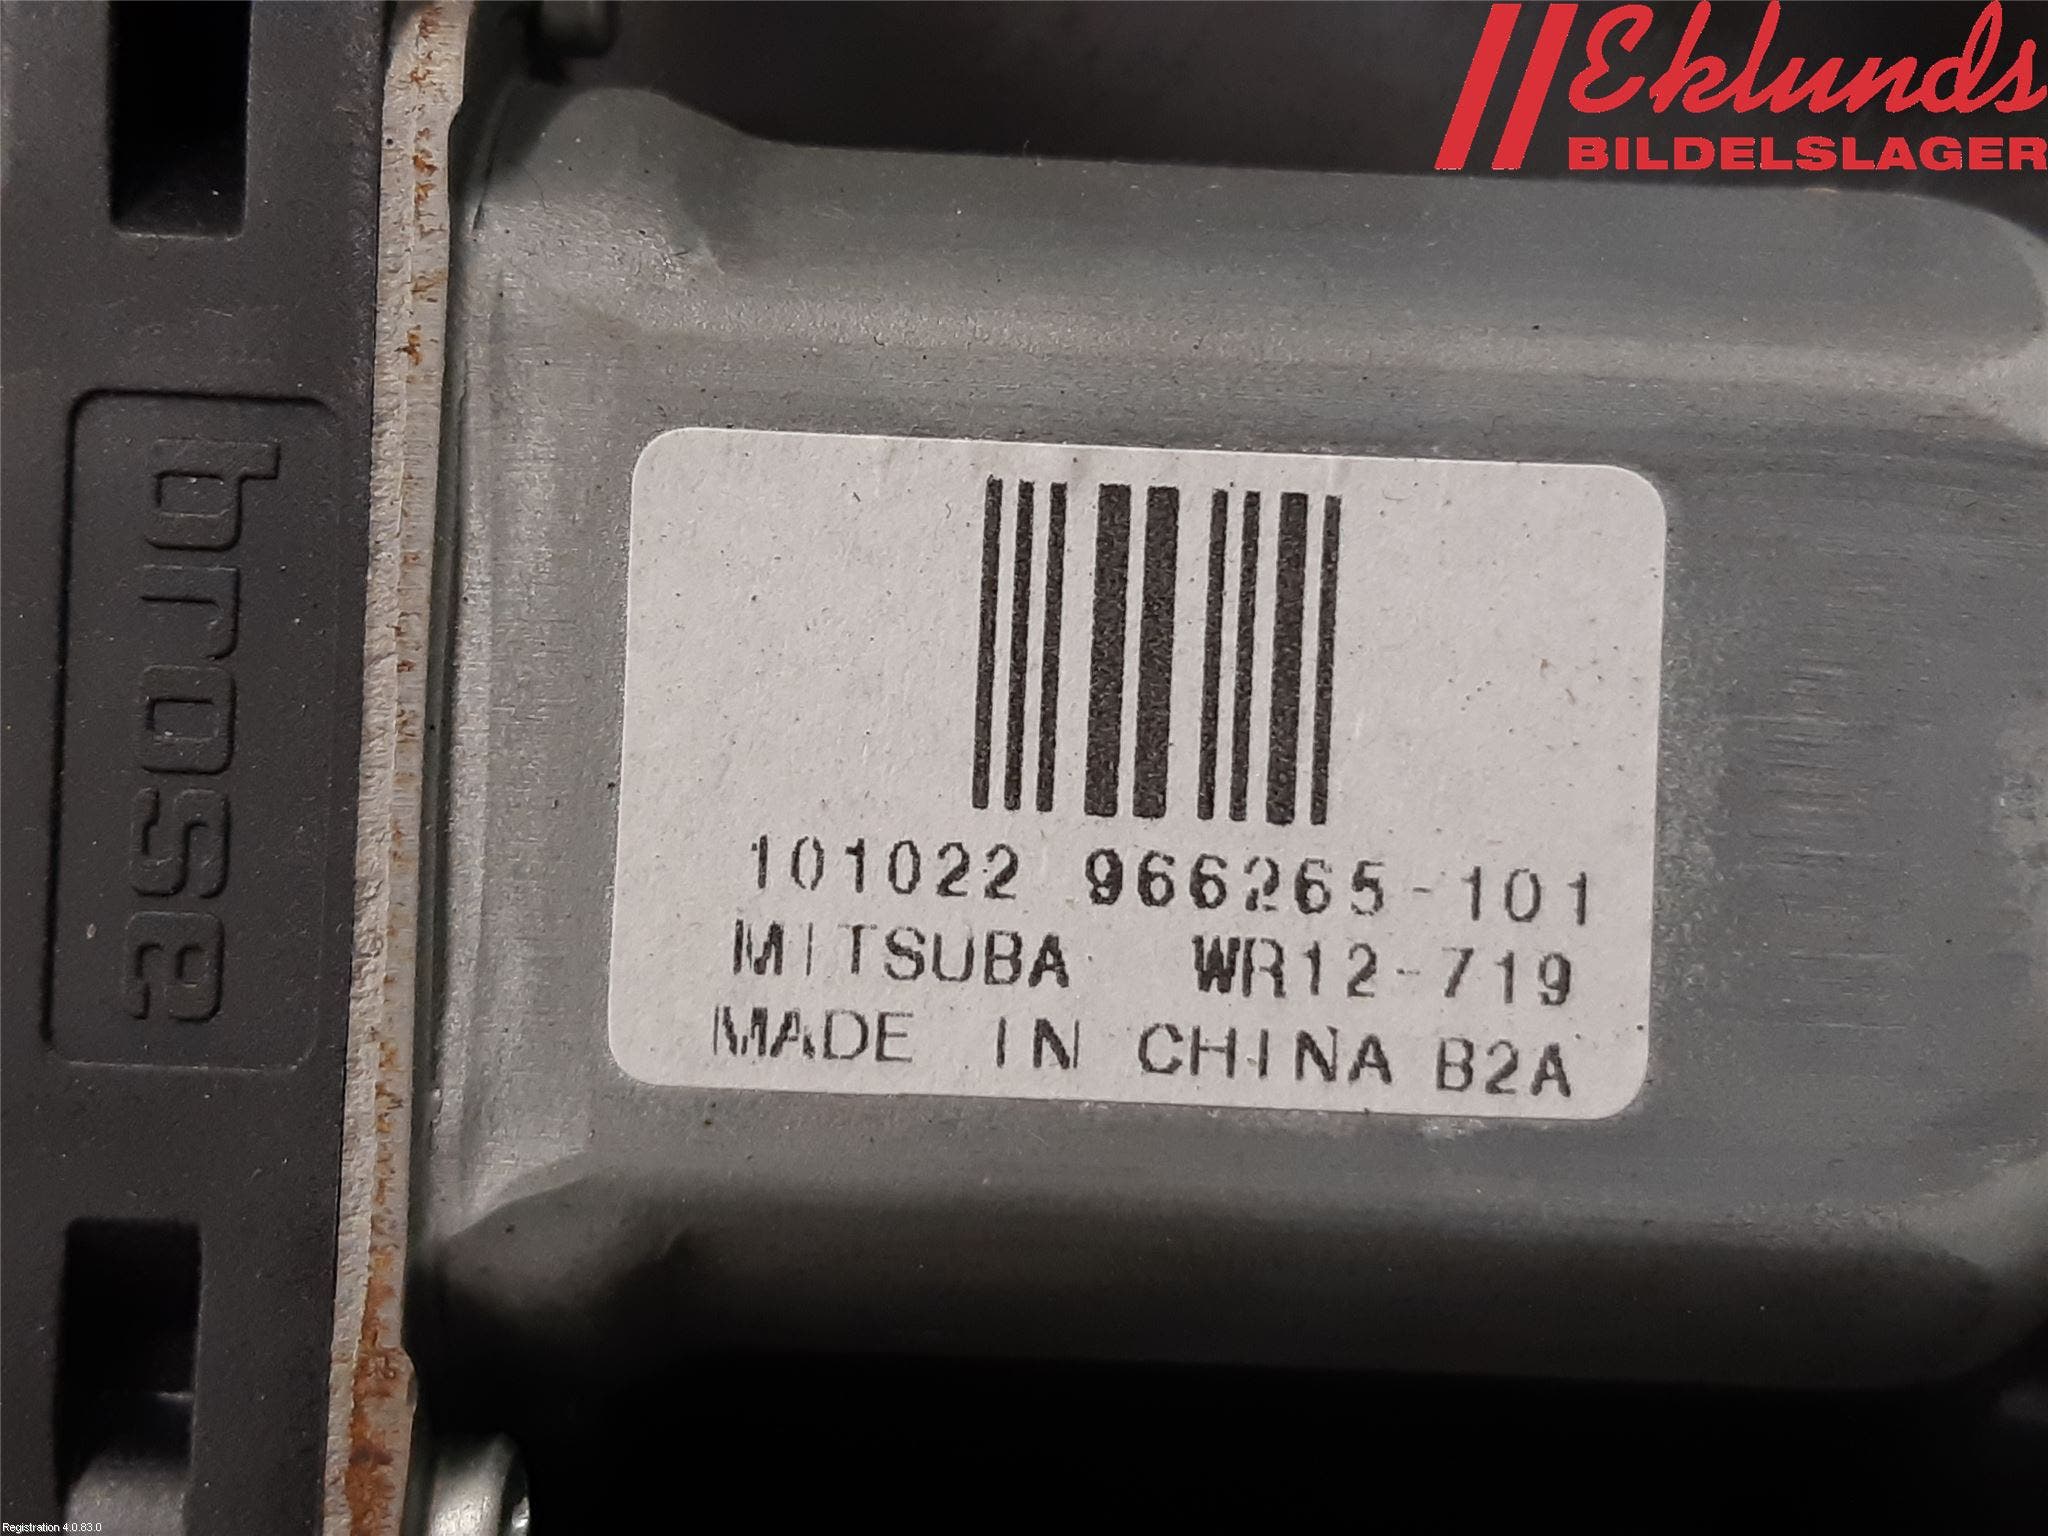 Eklunds
BILDELSLAGER
brose
101022 966265-101
MITSUBA WR12-719
MADE IN CHINA B2A
Registration 4.0.83.0